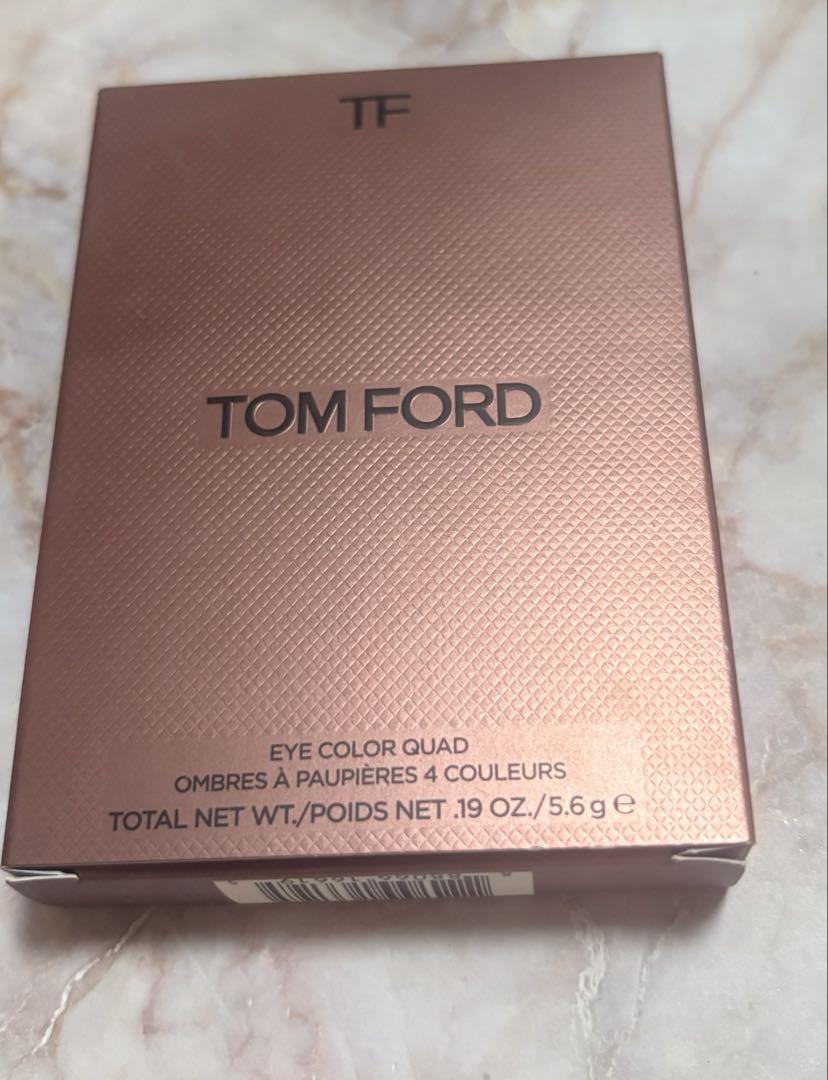 TF
TOM FORD
EYE COLOR QUAD
OMBRES À PAUPIÈRES 4 COULEURS
TOTAL NET WT./POIDS NET .19 OZ./5.6 g ℮